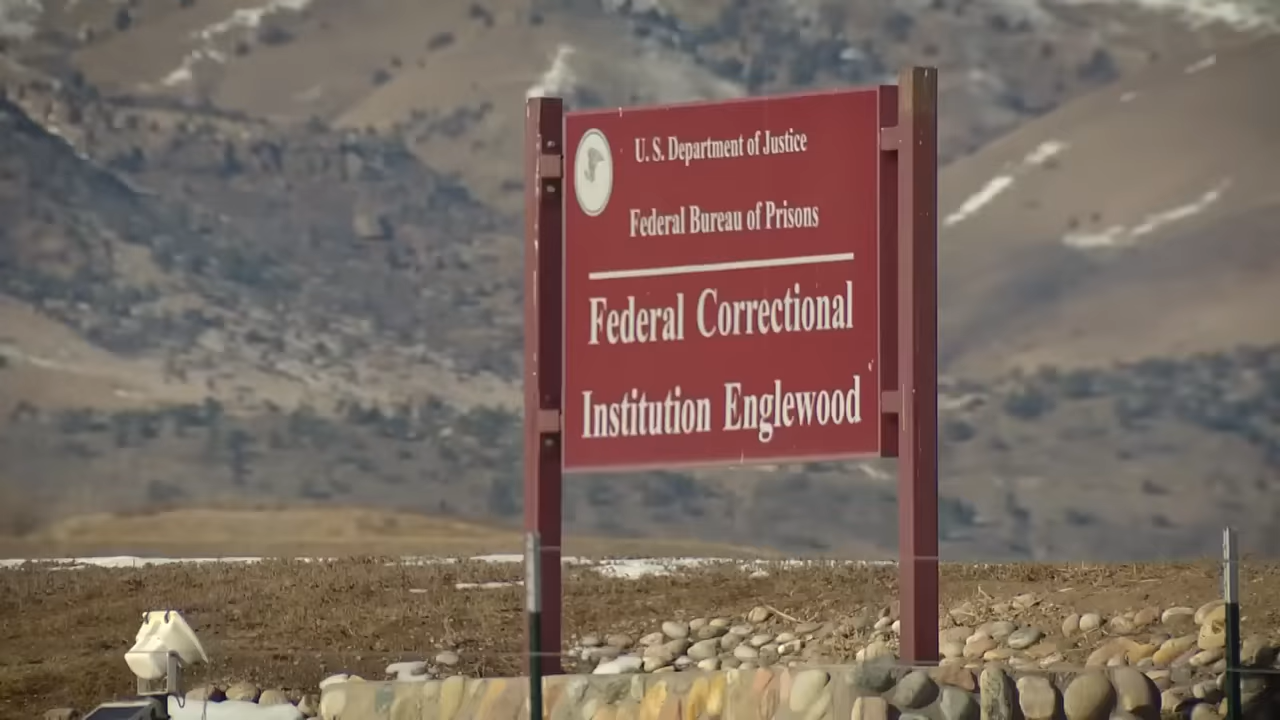 U. S. Department of Justice
Federal Bureau of Prisons
Federal Correctional
Institution Englewood